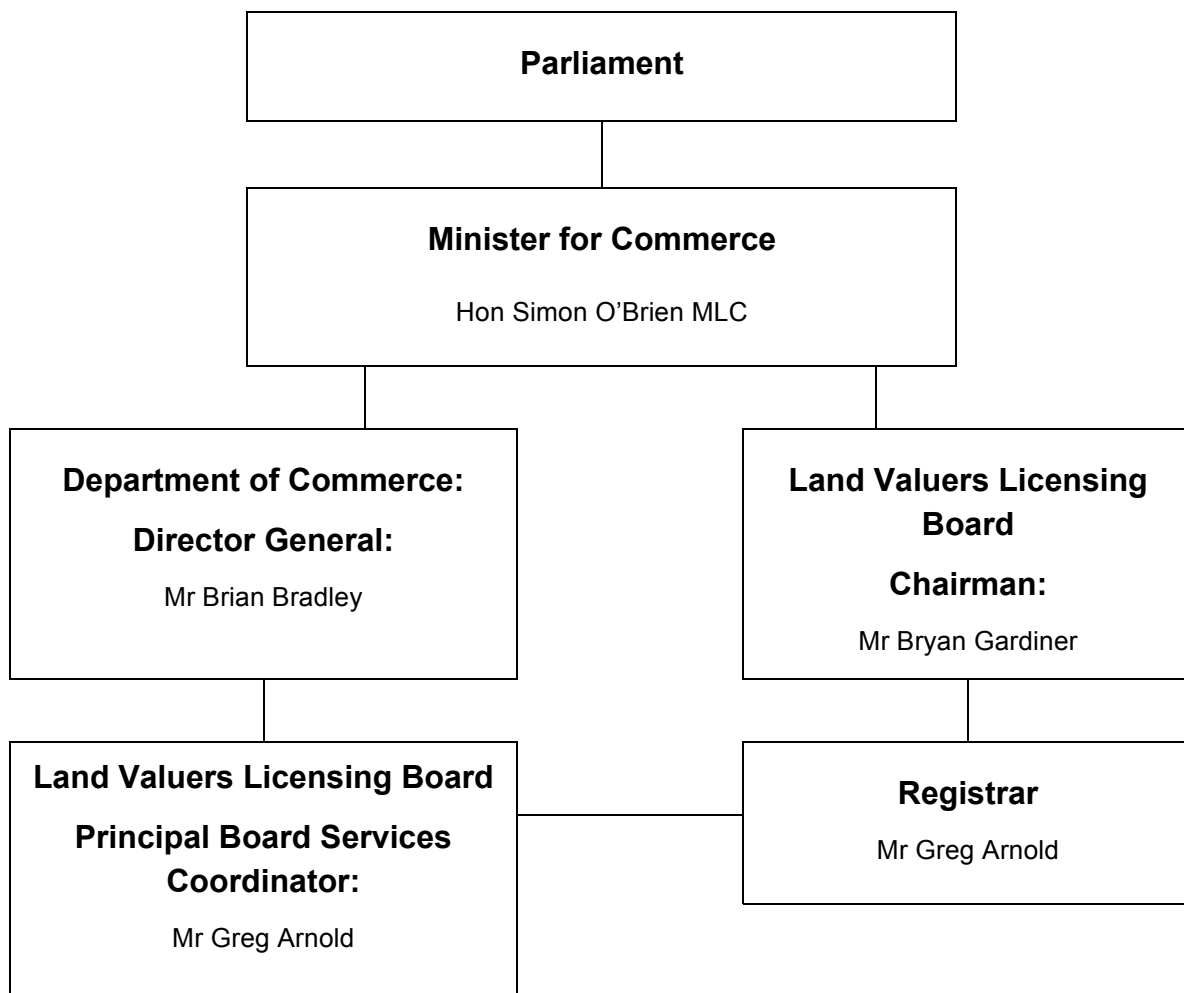 Parliament
Minister for Commerce
Hon Simon O’Brien MLC
Department of Commerce:
Director General:
Mr Brian Bradley
Land Valuers Licensing
Board
Chairman:
Mr Bryan Gardiner
Land Valuers Licensing Board
Principal Board Services
Coordinator:
Mr Greg Arnold
Registrar
Mr Greg Arnold